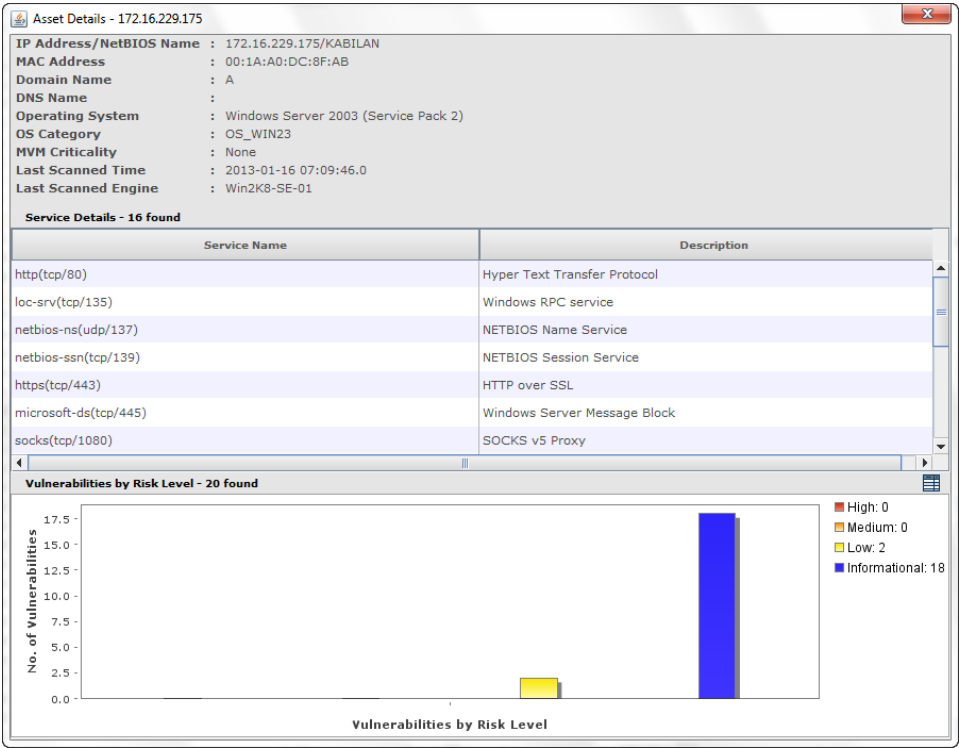 Asset Details - 172.16.229.175
IP Address/NetBIOS Name : 172.16.229.175/KABILAN
MAC Address : 00:1A:A0:DC:8F:AB
Domain Name : A
DNS Name :
Operating System : Windows Server 2003 (Service Pack 2)
OS Category : OS_WIN23
MVM Criticality : None
Last Scanned Time : 2013-01-16 07:09:46.0
Last Scanned Engine : Win2K8-SE-01
Service Details - 16 found
Service Name Description
http(tcp/80) Hyper Text Transfer Protocol
loc-srv(tcp/135) Windows RPC service
netbios-ns(udp/137) NETBIOS Name Service
netbios-ssn(tcp/139) NETBIOS Session Service
https(tcp/443) HTTP over SSL
microsoft-ds(tcp/445) Windows Server Message Block
socks(tcp/1080) SOCKS v5 Proxy
Vulnerabilities by Risk Level - 20 found
No. of Vulnerabilities
17.5
15.0
12.5
10.0
7.5
5.0
2.5
0.0
Vulnerabilities by Risk Level
High: 0
Medium: 0
Low: 2
Informational: 18